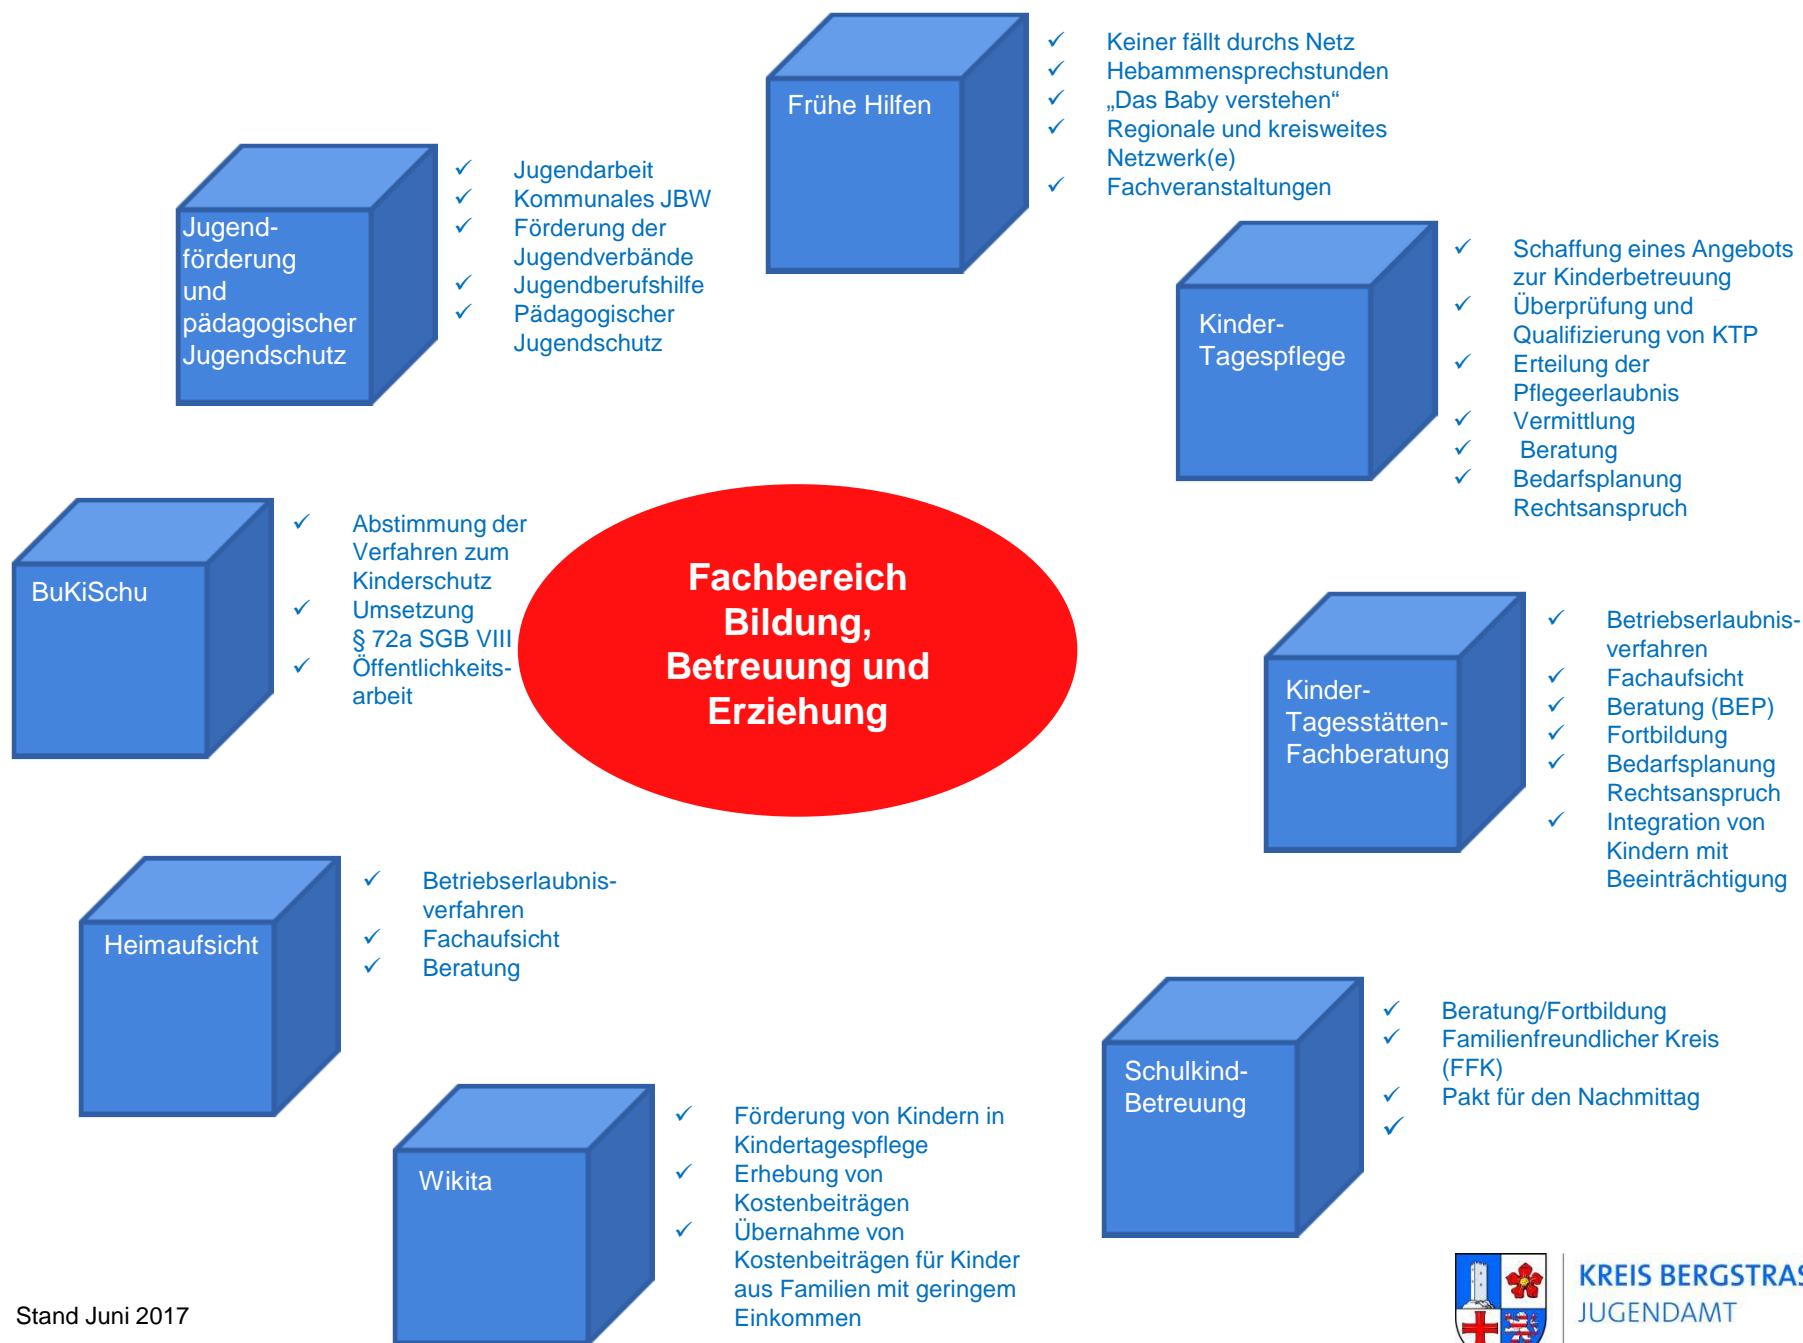 Frühe Hilfen
Keiner fällt durchs Netz
Hebammensprechstunden
„Das Baby verstehen“
Regionale und kreisweites
Netzwerk(e)
Fachveranstaltungen
Jugend-
förderung
und
pädagogischer
Jugendschutz
Jugendarbeit
Kommunales JBW
Förderung der
Jugendverbände
Jugendberufshilfe
Pädagogischer
Jugendschutz
Kinder-
Tagespflege
Schaffung eines Angebots
zur Kinderbetreuung
Überprüfung und
Qualifizierung von KTP
Erteilung der
Pflegeerlaubnis
Vermittlung
Beratung
Bedarfsplanung
Rechtsanspruch
BuKiSchu
Abstimmung der
Verfahren zum
Kinderschutz
Umsetzung
§ 72a SGB VIII
Öffentlichkeits-
arbeit
Fachbereich
Bildung,
Betreuung und
Erziehung
Kinder-
Tagesstätten-
Fachberatung
Betriebserlaubnis-
verfahren
Fachaufsicht
Beratung (BEP)
Fortbildung
Bedarfsplanung
Rechtsanspruch
Integration von
Kindern mit
Beeinträchtigung
Heimaufsicht
Betriebserlaubnis-
verfahren
Fachaufsicht
Beratung
Schulkind-
Betreuung
Beratung/Fortbildung
Familienfreundlicher Kreis
(FFK)
Pakt für den Nachmittag
Wikita
Förderung von Kindern in
Kindertagespflege
Erhebung von
Kostenbeiträgen
Übernahme von
Kostenbeiträgen für Kinder
aus Familien mit geringem
Einkommen
Stand Juni 2017
KREIS BERGSTRAS
JUGENDAMT